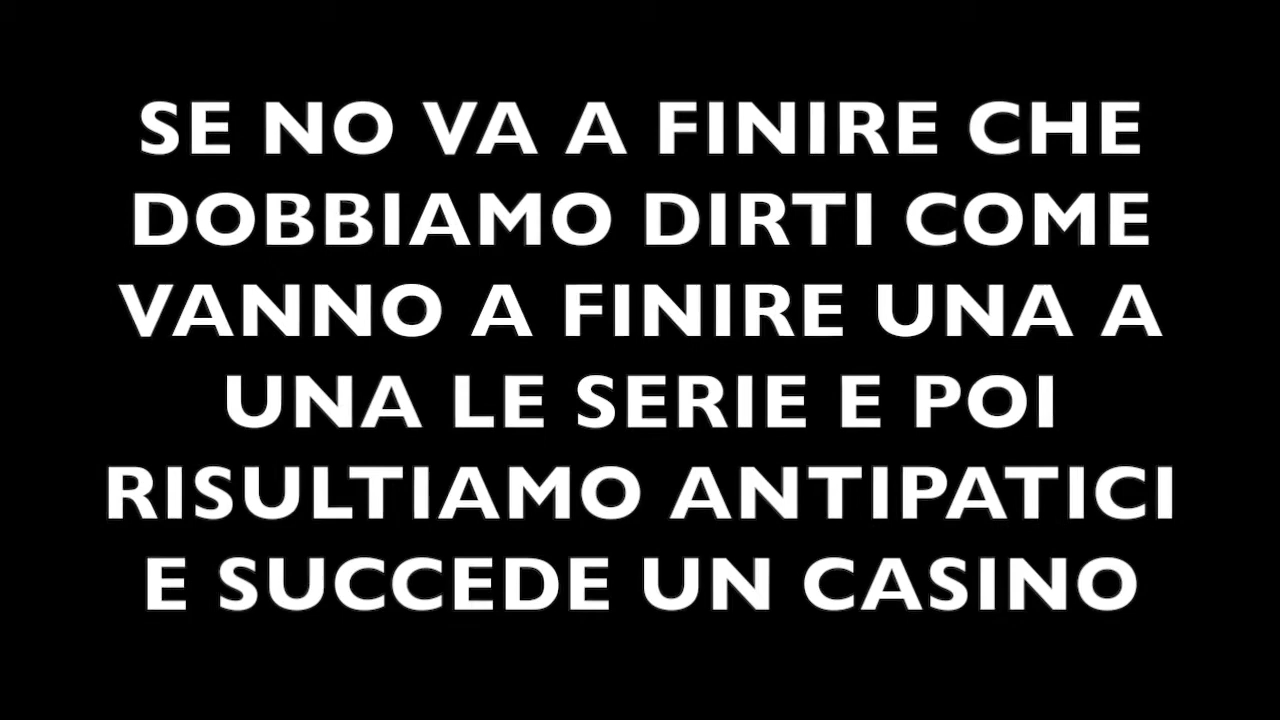 SE NO VA A FINIRE CHE
DOBBIAMO DIRTI COME
VANNO A FINIRE UNA A
UNA LE SERIE E POI
RISULTIAMO ANTIPATICI
E SUCCEDE UN CASINO